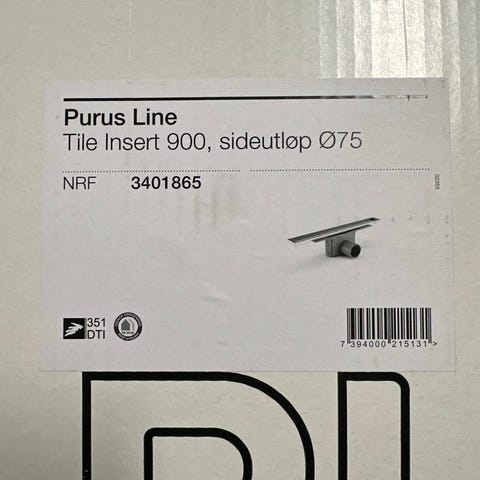 Purus Line
Tile Insert 900, sideutløp Ø75
NRF 3401865
351
DTI
7 394000 215131 >